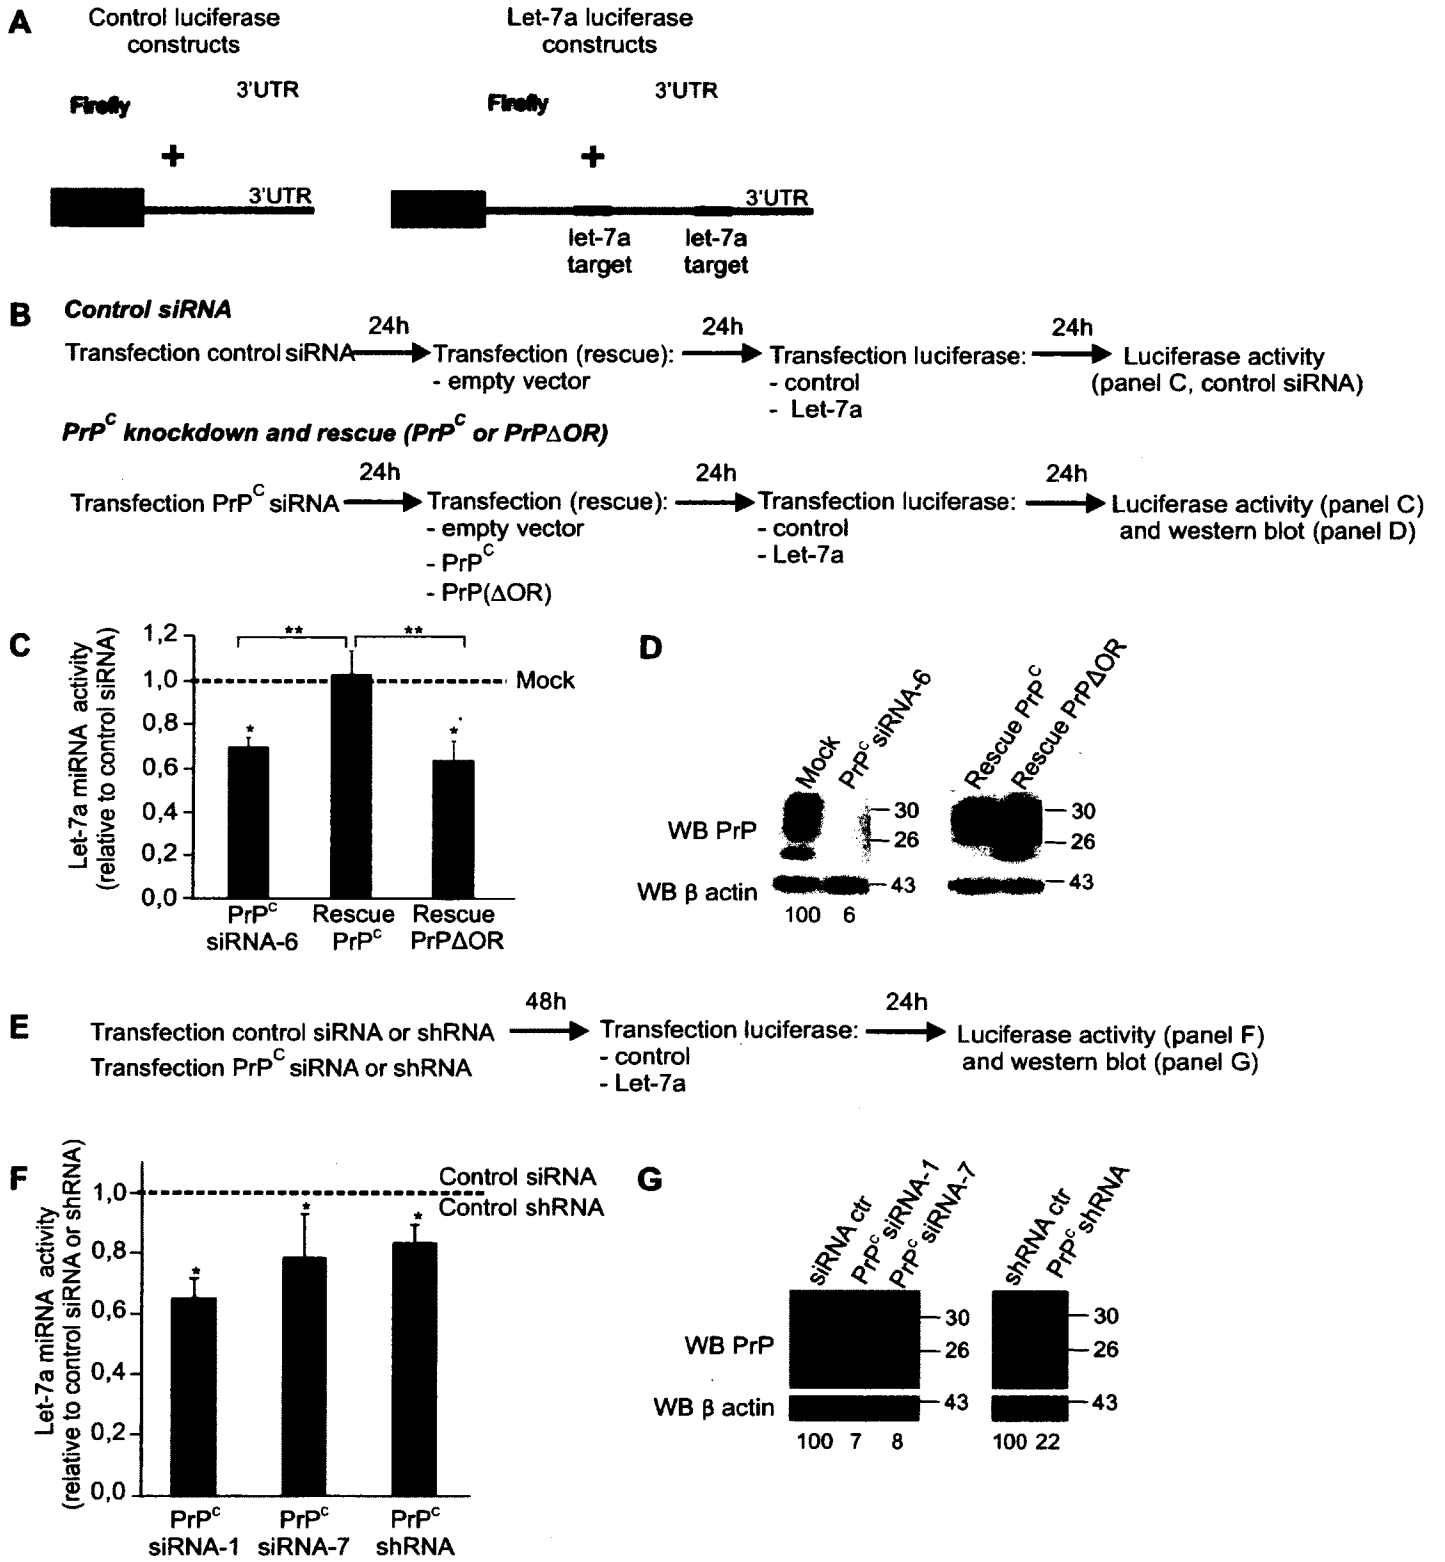 A
Control luciferase
constructs
Let-7a luciferase
constructs
Firefly
3'UTR
Firefly
3'UTR
+
+
3'UTR
3'UTR
let-7a
target
let-7a
target
B
Control siRNA
Transfection control siRNA
24h
Transfection (rescue):
- empty vector
24h
Transfection luciferase:
- control
- Let-7a
24h
Luciferase activity
(panel C, control siRNA)
PrP^C knockdown and rescue (PrP^C or PrPΔOR)
Transfection PrP^C siRNA
24h
Transfection (rescue):
- empty vector
- PrP^C
- PrP(ΔOR)
24h
Transfection luciferase:
- control
- Let-7a
24h
Luciferase activity (panel C)
and western blot (panel D)
C
Let-7a miRNA activity
(relative to control siRNA)
1,2
1,0
0,8
0,6
0,4
0,2
0,0
**
**
Mock
*
*
PrP^C
siRNA-6
Rescue
PrP^C
Rescue
PrPΔOR
D
Mock
PrP^C siRNA-6
Rescue PrP^C
Rescue PrPΔOR
WB PrP
30
26
30
26
WB β actin
43
43
100 6
E
Transfection control siRNA or shRNA
Transfection PrP^C siRNA or shRNA
48h
Transfection luciferase:
- control
- Let-7a
24h
Luciferase activity (panel F)
and western blot (panel G)
F
Let-7a miRNA activity
(relative to control siRNA or shRNA)
1,0
0,8
0,6
0,4
0,2
0,0
Control siRNA
Control shRNA
*
*
*
PrP^C
siRNA-1
PrP^C
siRNA-7
PrP^C
shRNA
G
siRNA ctr
PrP^C siRNA-1
PrP^C siRNA-7
shRNA ctr
PrP^C shRNA
WB PrP
30
26
30
26
WB β actin
43
43
100 7 8
100 22